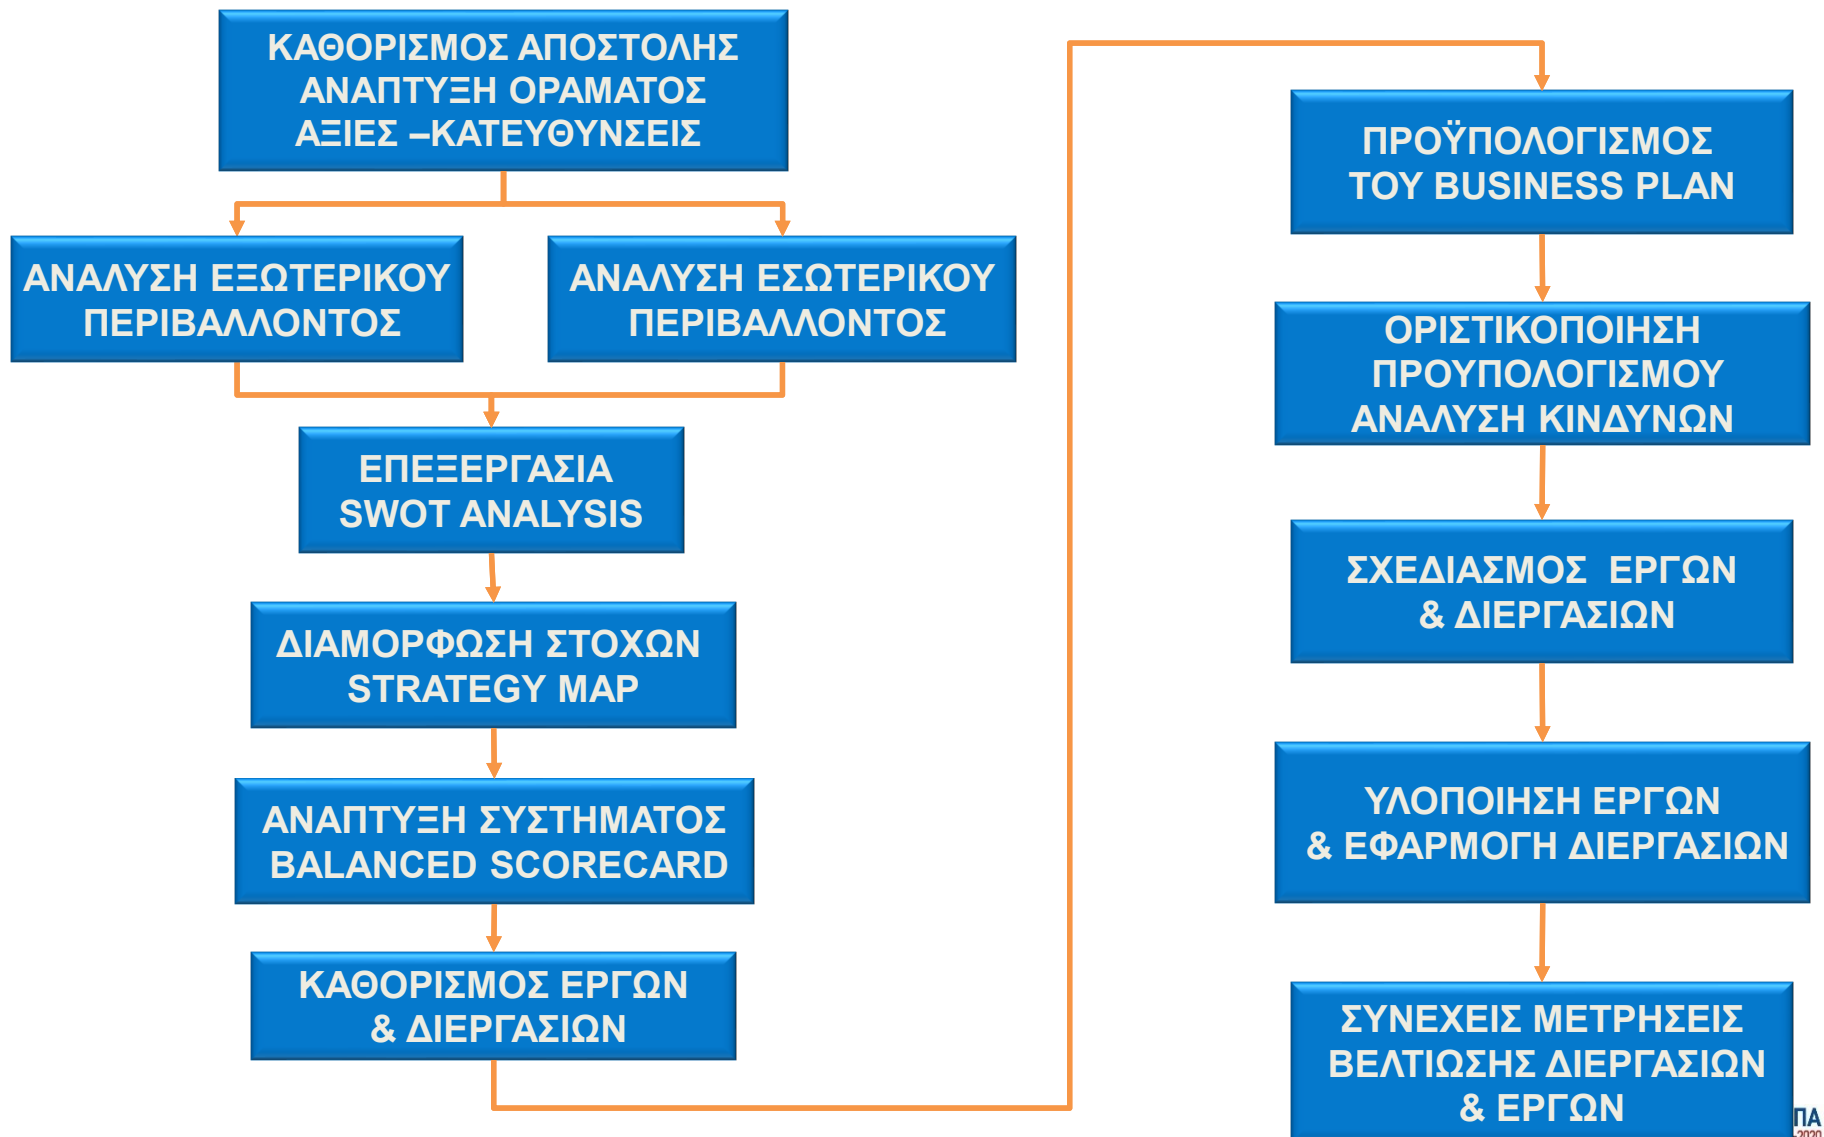 ΚΑΘΟΡΙΣΜΟΣ ΑΠΟΣΤΟΛΗΣ
ΑΝΑΠΤΥΞΗ ΟΡΑΜΑΤΟΣ
ΑΞΙΕΣ –ΚΑΤΕΥΘΥΝΣΕΙΣ
ΑΝΑΛΥΣΗ ΕΞΩΤΕΡΙΚΟΥ
ΠΕΡΙΒΑΛΛΟΝΤΟΣ
ΑΝΑΛΥΣΗ ΕΣΩΤΕΡΙΚΟΥ
ΠΕΡΙΒΑΛΛΟΝΤΟΣ
ΕΠΕΞΕΡΓΑΣΙΑ
SWOT ANALYSIS
ΔΙΑΜΟΡΦΩΣΗ ΣΤΟΧΩΝ
STRATEGY MAP
ΑΝΑΠΤΥΞΗ ΣΥΣΤΗΜΑΤΟΣ
BALANCED SCORECARD
ΚΑΘΟΡΙΣΜΟΣ ΕΡΓΩΝ
& ΔΙΕΡΓΑΣΙΩΝ
ΠΡΟΫΠΟΛΟΓΙΣΜΟΣ
ΤΟΥ BUSINESS PLAN
ΟΡΙΣΤΙΚΟΠΟΙΗΣΗ
ΠΡΟΥΠΟΛΟΓΙΣΜΟΥ
ΑΝΑΛΥΣΗ ΚΙΝΔΥΝΩΝ
ΣΧΕΔΙΑΣΜΟΣ ΕΡΓΩΝ
& ΔΙΕΡΓΑΣΙΩΝ
ΥΛΟΠΟΙΗΣΗ ΕΡΓΩΝ
& ΕΦΑΡΜΟΓΗ ΔΙΕΡΓΑΣΙΩΝ
ΣΥΝΕΧΕΙΣ ΜΕΤΡΗΣΕΙΣ
ΒΕΛΤΙΩΣΗΣ ΔΙΕΡΓΑΣΙΩΝ
& ΕΡΓΩΝ
ΠΑ
-2020